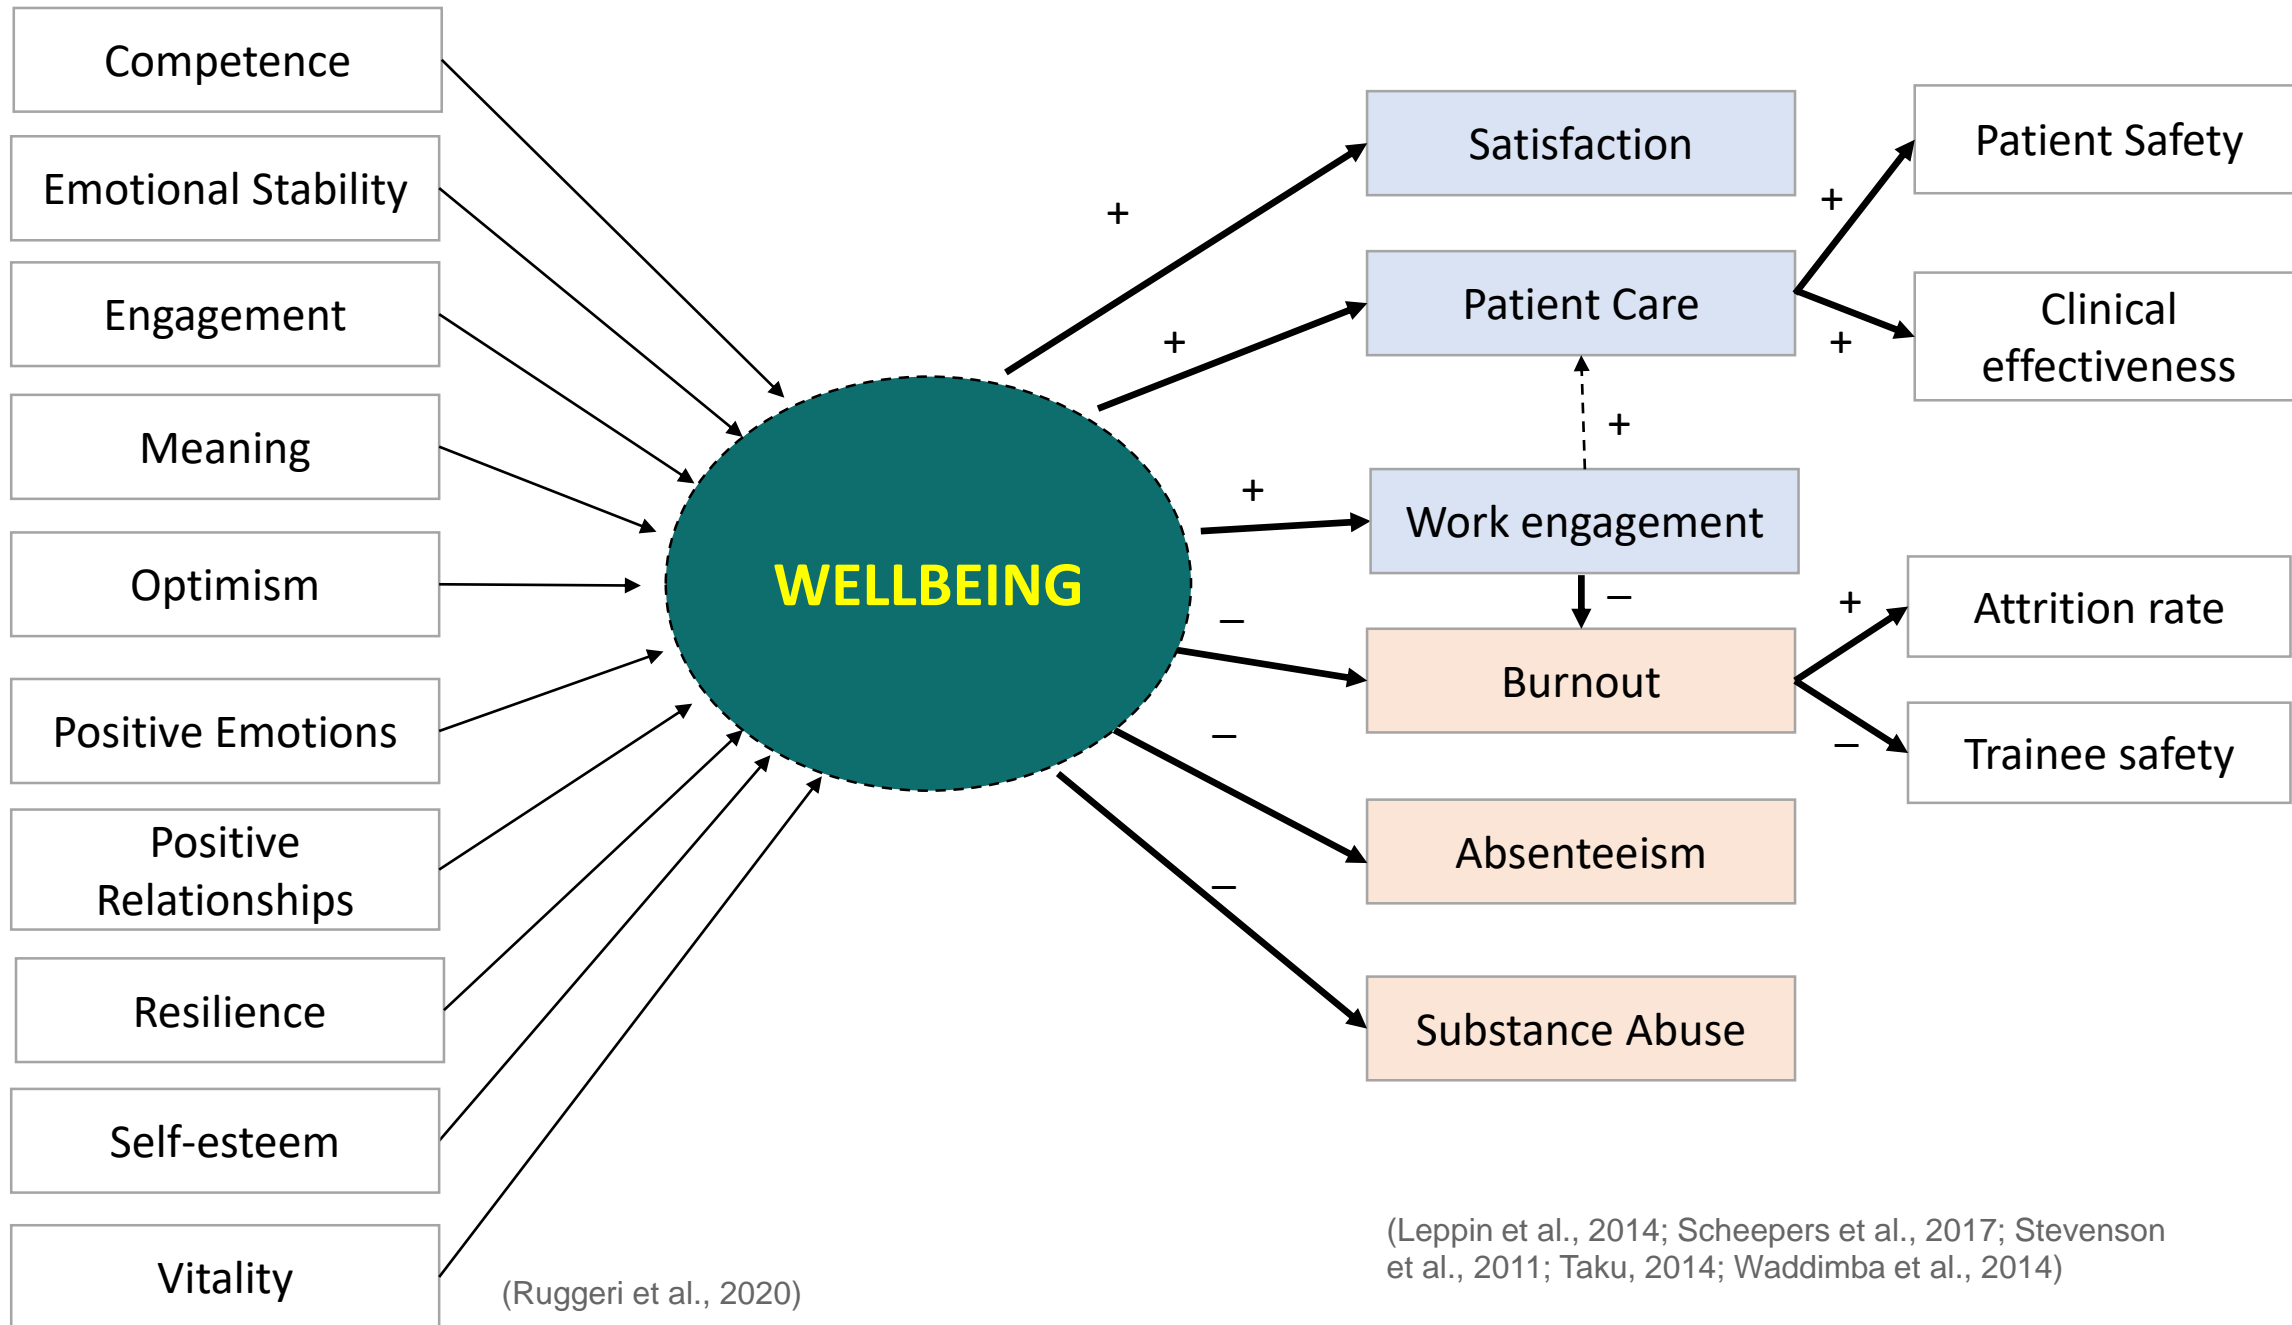 Competence
Emotional Stability
Engagement
Meaning
Optimism
Positive Emotions
Positive
Relationships
Resilience
Self-esteem
Vitality
(Ruggeri et al., 2020)
WELLBEING
+
+
+
–
–
–
Satisfaction
Patient Care
+
Work engagement
–
Burnout
Absenteeism
Substance Abuse
+
+
Patient Safety
Clinical
effectiveness
+
–
Attrition rate
Trainee safety
(Leppin et al., 2014; Scheepers et al., 2017; Stevenson
et al., 2011; Taku, 2014; Waddimba et al., 2014)